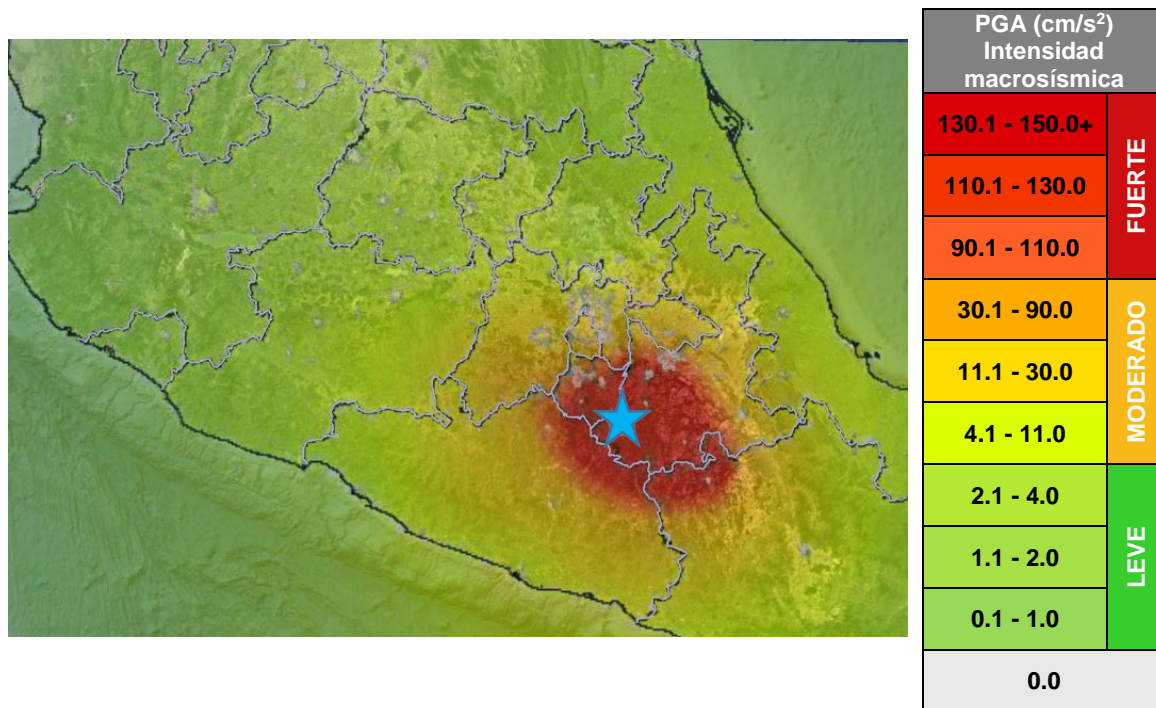 PGA (cm/s²)
Intensidad
macrosísmica
130.1 - 150.0+
110.1 - 130.0
90.1 - 110.0
FUERTE
30.1 - 90.0
11.1 - 30.0
4.1 - 11.0
MODERADO
2.1 - 4.0
1.1 - 2.0
0.1 - 1.0
LEVE
0.0